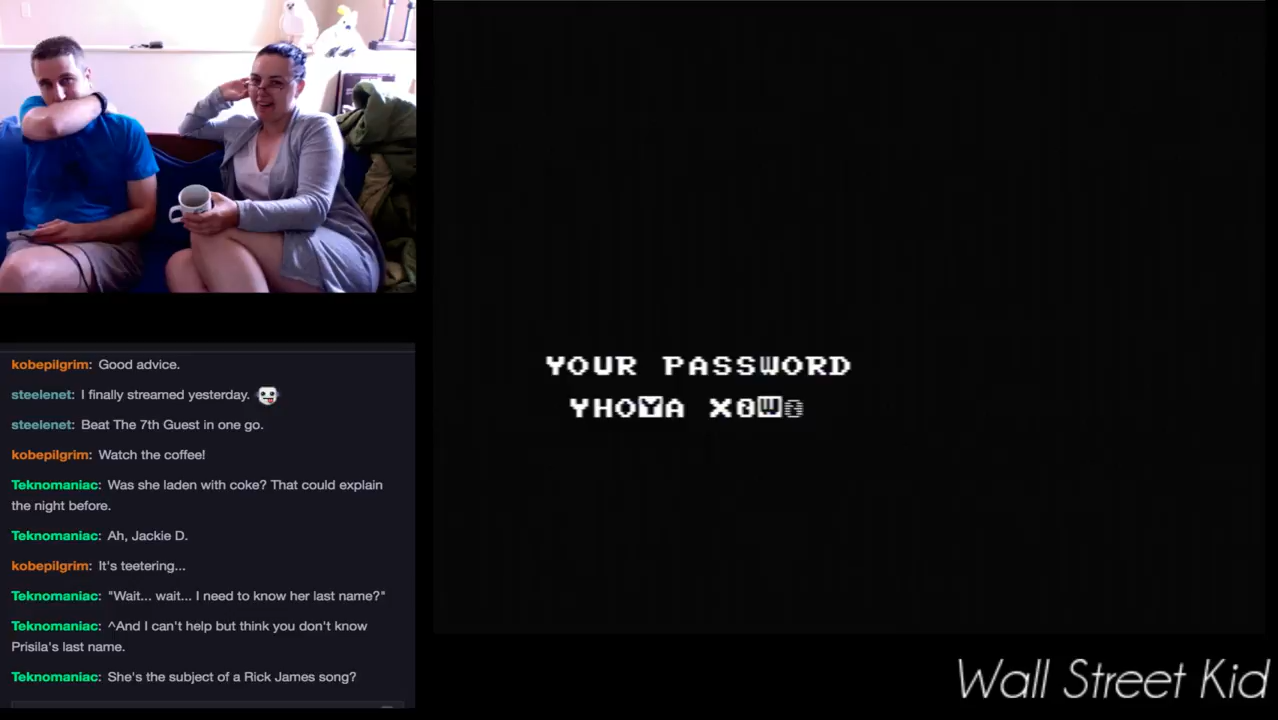 kobepilgrim: Good advice.
steelenet: I finally streamed yesterday.
steelenet: Beat The 7th Guest in one go.
kobepilgrim: Watch the coffee!
Teknomaniac: Was she laden with coke? That could explain
the night before.
Teknomaniac: Ah, Jackie D.
kobepilgrim: It's teetering...
Teknomaniac: "Wait... wait... I need to know her last name?"
Teknomaniac: ^And I can't help but think you don't know
Prisila's last name.
Teknomaniac: She's the subject of a Rick James song?
YOUR PASSWORD
YHOYA
Wall Street Kid